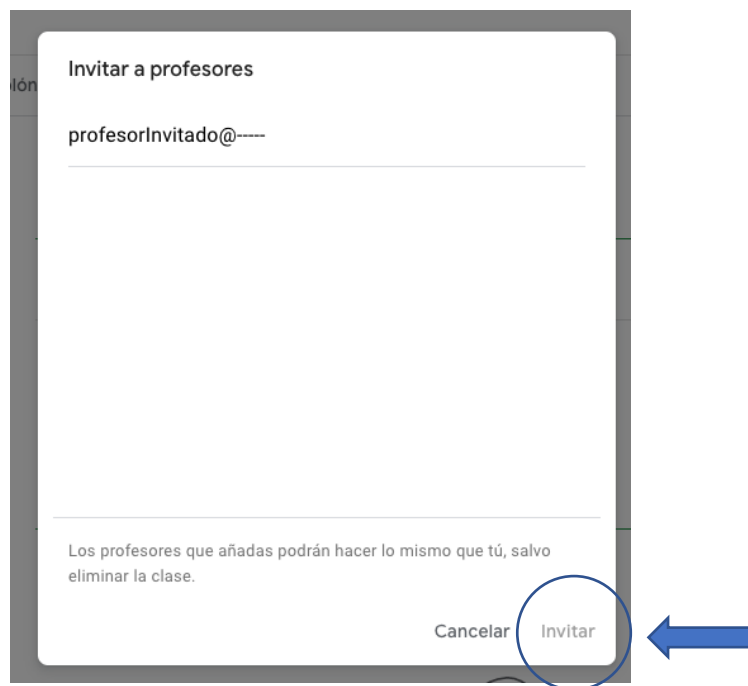 lón
Invitar a profesores
profesorInvitado@-----
Los profesores que añadas podrán hacer lo mismo que tú, salvo
eliminar la clase.
Cancelar Invitar